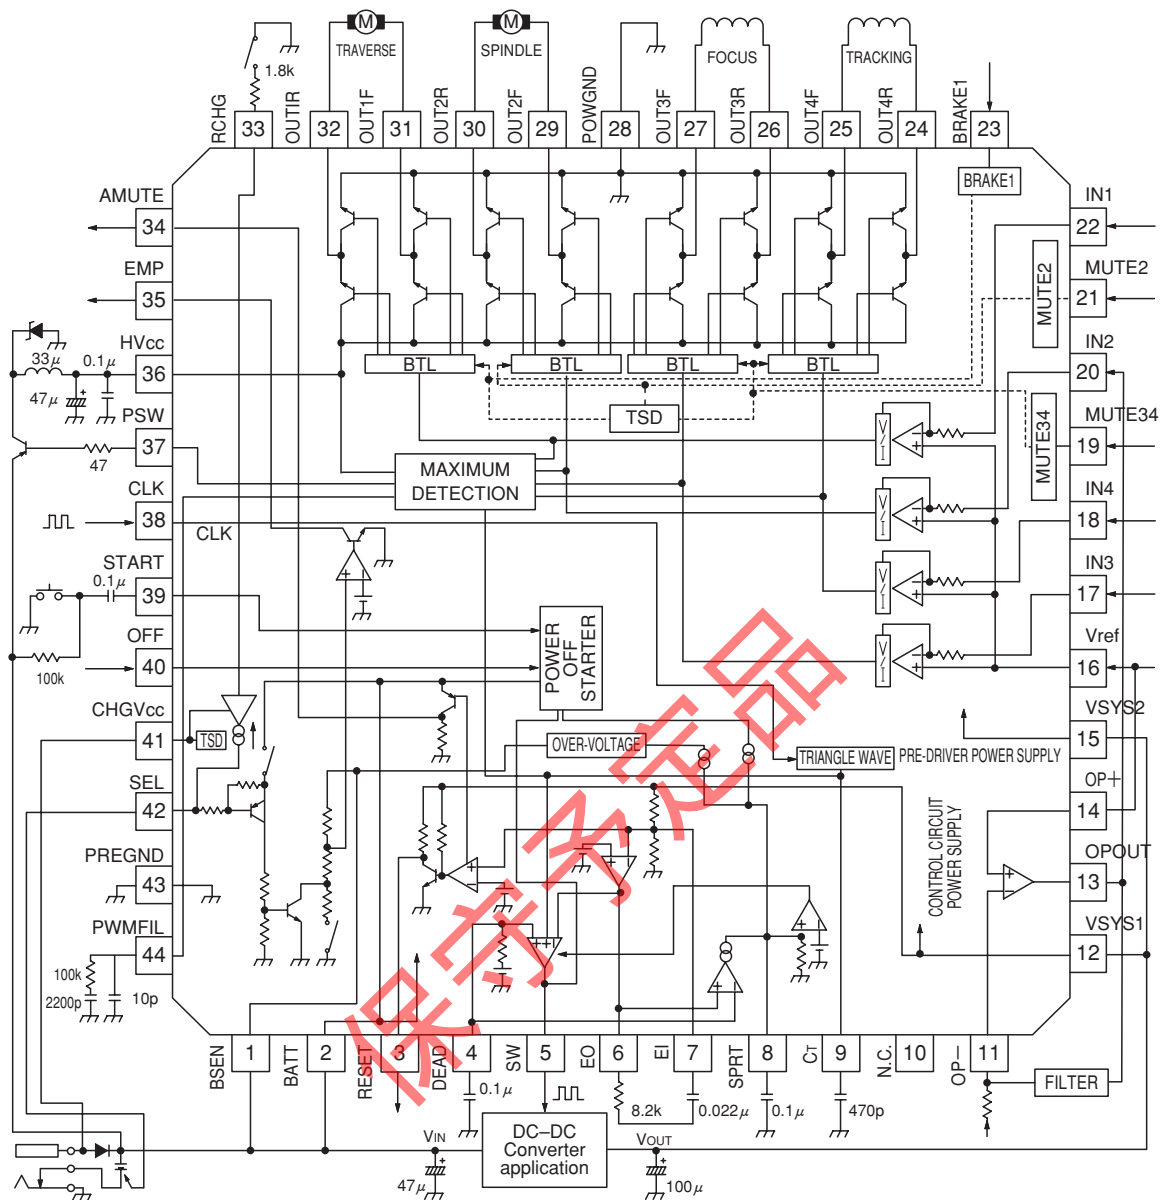 M
M
TRAVERSE
SPINDLE
FOCUS
TRACKING
1.8k
RCHG
OUTIR
OUT1F
OUT2R
OUT2F
POWGND
OUT3F
OUT3R
OUT4F
OUT4R
BRAKE1
33
32
31
30
29
28
27
26
25
24
23
BRAKE1
AMUTE
34
EMP
35
HVcc
36
33μ
0.1μ
47μ
PSW
37
47
CLK
38
CLK
START
39
0.1μ
OFF
40
100k
CHGVcc
41
TSD
SEL
42
PREGND
43
PWMFIL
44
100k
2200p
10p
IN1
22
MUTE2
21
MUTE2
IN2
20
MUTE34
19
MUTE34
IN4
18
IN3
17
Vref
16
VSYS2
15
OP+
14
OPOUT
13
VSYS1
12
BTL
BTL
BTL
BTL
TSD
MAXIMUM
DETECTION
V/I
V/I
V/I
V/I
POWER
OFF
STARTER
OVER-VOLTAGE
TRIANGLE WAVE
PRE-DRIVER POWER SUPPLY
CONTROL CIRCUIT
POWER SUPPLY
保守予定品
BSEN
1
BATT
2
RESET
3
DEAD
4
SW
5
EO
6
EI
7
SPRT
8
CT
9
N.C.
10
OP−
11
FILTER
0.1μ
8.2k
0.022μ
0.1μ
470p
VIN
DC–DC
Converter
application
VOUT
47μ
100μ